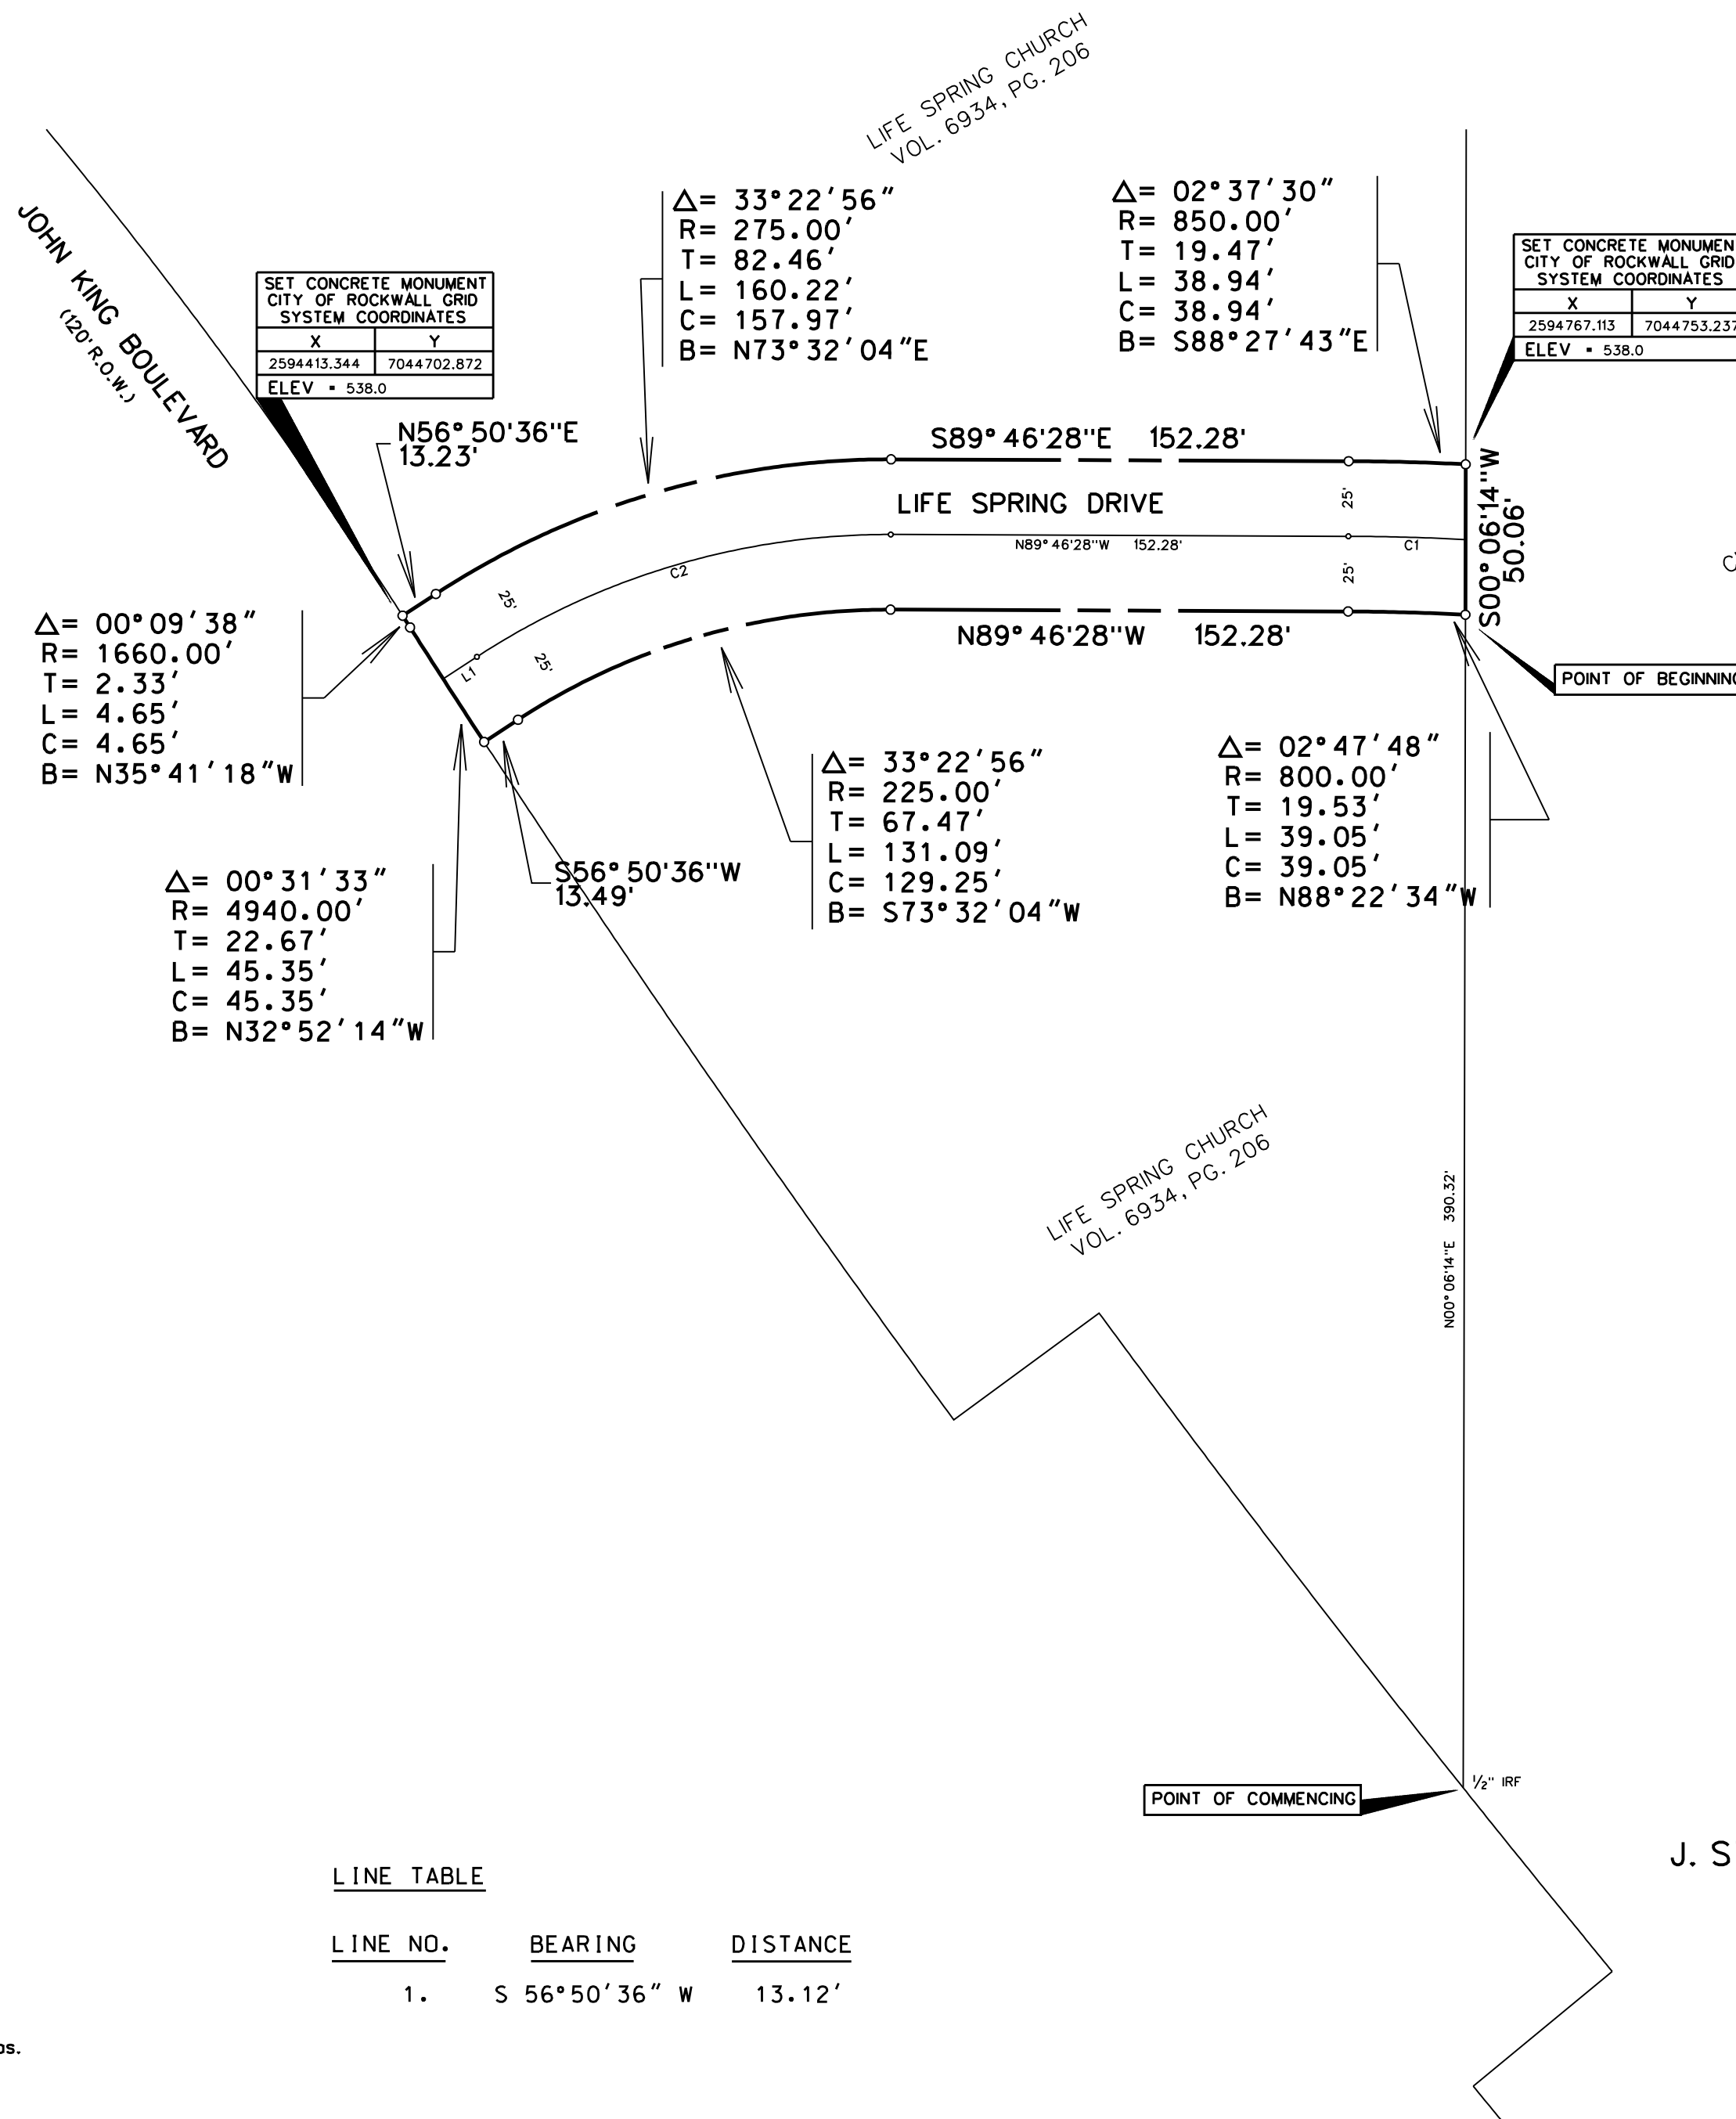 LIFE SPRING CHURCH
VOL. 6934, PG. 206
JOHN KING BOULEVARD
(120' R.O.W.)
SET CONCRETE MONUMENT
CITY OF ROCKWALL GRID
SYSTEM COORDINATES
X Y
2594413.344 7044702.872
ELEV = 538.0
Δ= 33°22'56"
R= 275.00'
T= 82.46'
L= 160.22'
C= 157.97'
B= N73°32'04"E
Δ= 02°37'30"
R= 850.00'
T= 19.47'
L= 38.94'
C= 38.94'
B= S88°27'43"E
SET CONCRETE MONUMEN
CITY OF ROCKWALL GRID
SYSTEM COORDINATES
X Y
2594767.113 7044753.237
ELEV = 538.0
N56°50'36"E
13.23'
S89°46'28"E 152.28'
LIFE SPRING DRIVE
N89°46'28"W 152.28'
C1
C2
L1
25'
25'
25'
25'
S00°06'14"W
50.06'
N89°46'28"W 152.28'
POINT OF BEGINNING
Δ= 00°09'38"
R= 1660.00'
T= 2.33'
L= 4.65'
C= 4.65'
B= N35°41'18"W
Δ= 00°31'33"
R= 4940.00'
T= 22.67'
L= 45.35'
C= 45.35'
B= N32°52'14"W
S56°50'36"W
13.49'
Δ= 33°22'56"
R= 225.00'
T= 67.47'
L= 131.09'
C= 129.25'
B= S73°32'04"W
Δ= 02°47'48"
R= 800.00'
T= 19.53'
L= 39.05'
C= 39.05'
B= N88°22'34"W
LIFE SPRING CHURCH
VOL. 6934, PG. 206
N00°06'14"E 390.32'
1/2" IRF
POINT OF COMMENCING
J. S
LINE TABLE
LINE NO. BEARING DISTANCE
1. S 56°50'36" W 13.12'